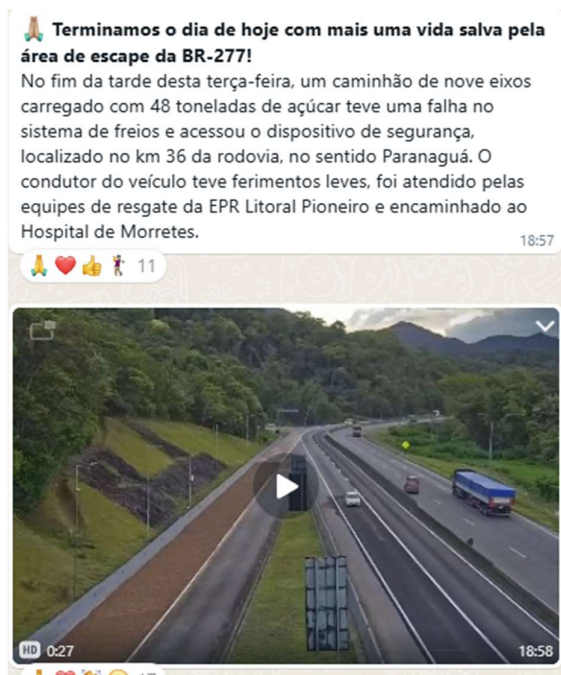 Terminamos o dia de hoje com mais uma vida salva pela
área de escape da BR-277!
No fim da tarde desta terça-feira, um caminhão de nove eixos
carregado com 48 toneladas de açúcar teve uma falha no
sistema de freios e acessou o dispositivo de segurança,
localizado no km 36 da rodovia, no sentido Paranaguá. O
condutor do veículo teve ferimentos leves, foi atendido pelas
equipes de resgate da EPR Litoral Pioneiro e encaminhado ao
Hospital de Morretes.
18:57
11
HD 0:27
18:58